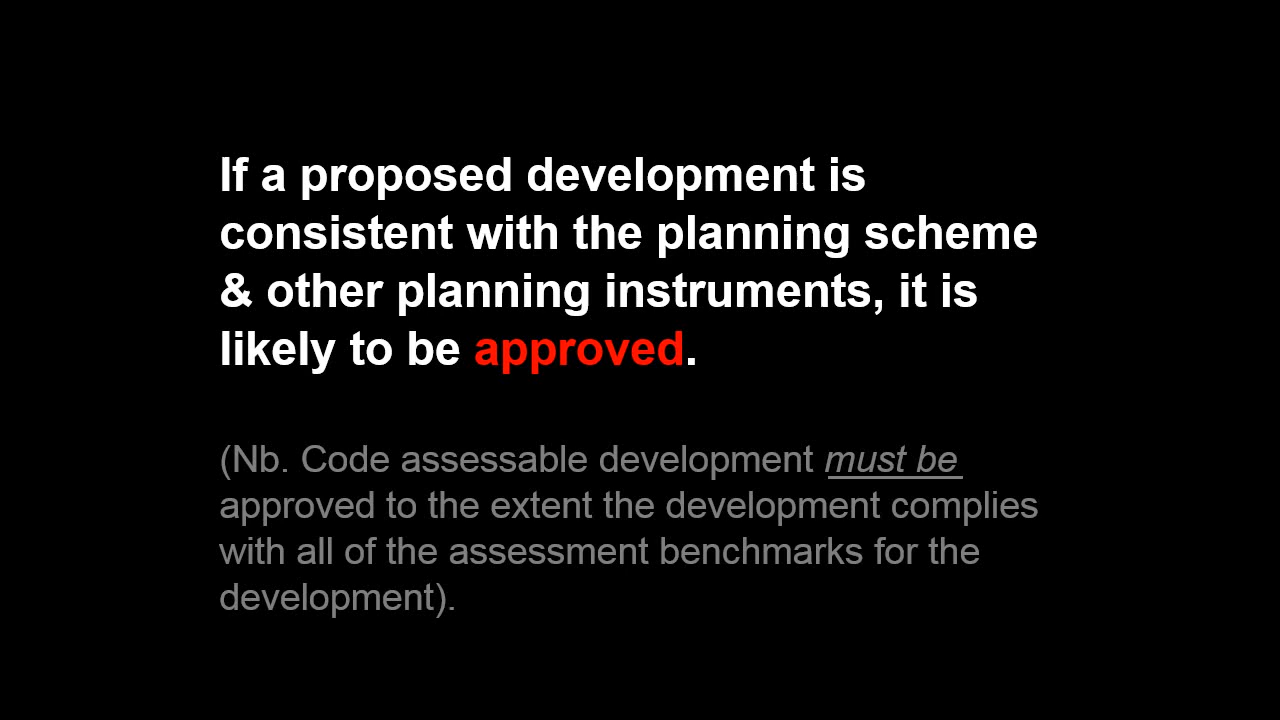 If a proposed development is
consistent with the planning scheme
& other planning instruments, it is
likely to be approved.
(Nb. Code assessable development must be
approved to the extent the development complies
with all of the assessment benchmarks for the
development).